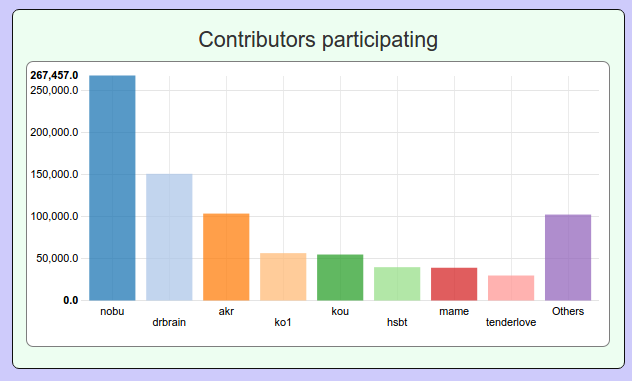 Contributors participating
267,457.0
250,000.0
200,000.0
150,000.0
100,000.0
50,000.0
0.0
nobu
drbrain
akr
ko1
kou
hsbt
mame
tenderlove
Others